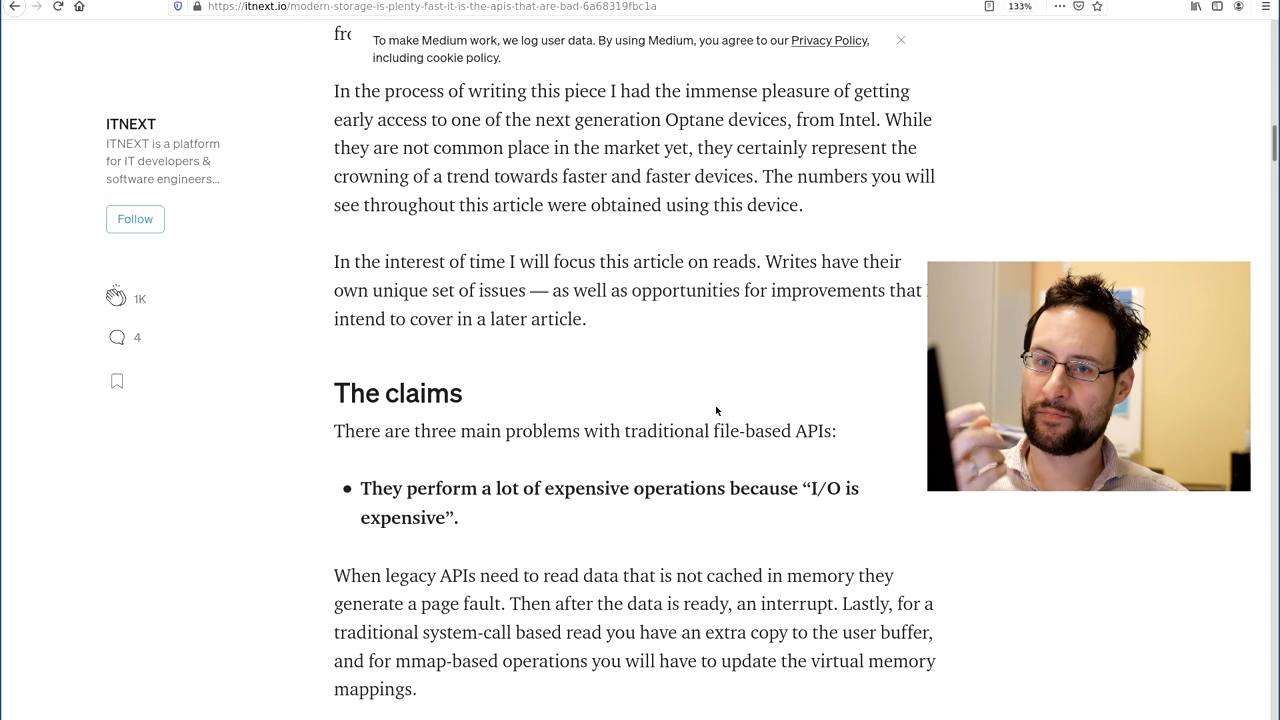 https://itnext.io/modern-storage-is-plenty-fast-it-is-the-apis-that-are-bad-6a68319fbc1a
133%
To make Medium work, we log user data. By using Medium, you agree to our Privacy Policy,
including cookie policy.
ITNEXT
ITNEXT is a platform
for IT developers &
software engineers...
Follow
1K
4
In the process of writing this piece I had the immense pleasure of getting
early access to one of the next generation Optane devices, from Intel. While
they are not common place in the market yet, they certainly represent the
crowning of a trend towards faster and faster devices. The numbers you will
see throughout this article were obtained using this device.
In the interest of time I will focus this article on reads. Writes have their
own unique set of issues — as well as opportunities for improvements that
intend to cover in a later article.
The claims
There are three main problems with traditional file-based APIs:
● They perform a lot of expensive operations because “I/O is
expensive”.
When legacy APIs need to read data that is not cached in memory they
generate a page fault. Then after the data is ready, an interrupt. Lastly, for a
traditional system-call based read you have an extra copy to the user buffer,
and for mmap-based operations you will have to update the virtual memory
mappings.